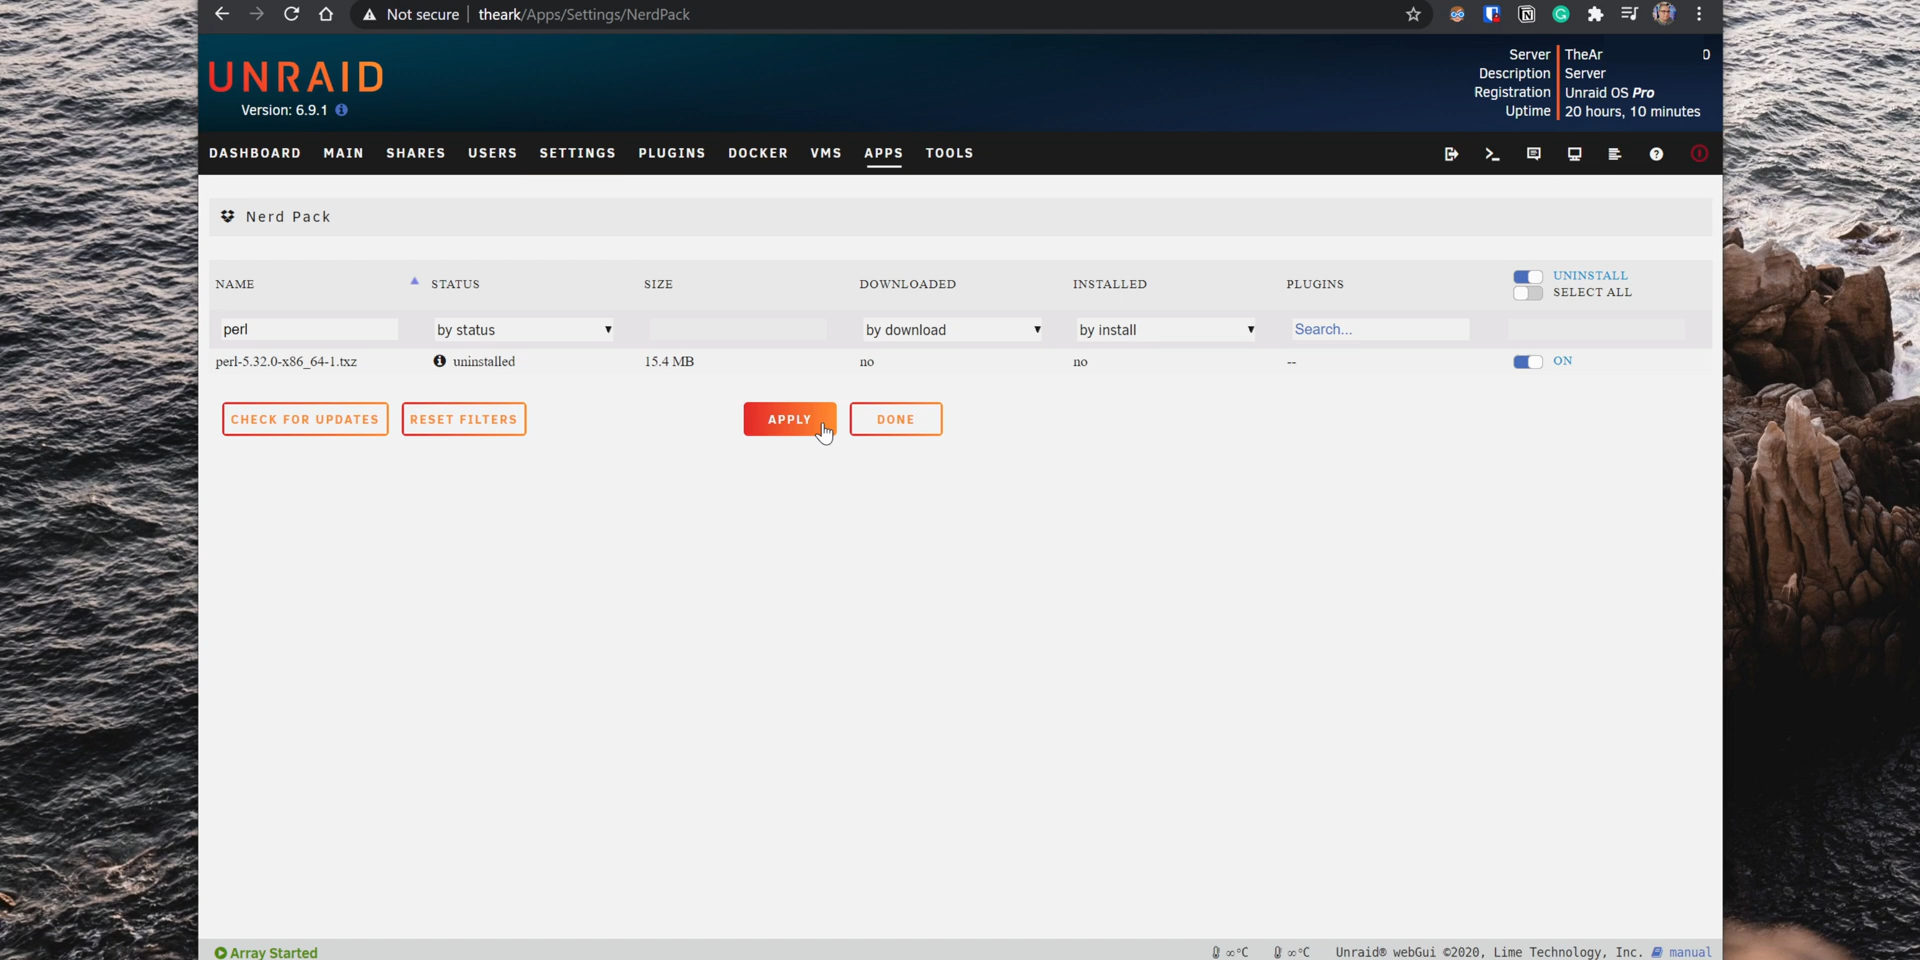 Not secure | theark/Apps/Settings/NerdPack
UNRAID
Version: 6.9.1
Server TheAr 0
Description Server
Registration Unraid OS Pro
Uptime 20 hours, 10 minutes
DASHBOARD MAIN SHARES USERS SETTINGS PLUGINS DOCKER VMS APPS TOOLS
Nerd Pack
NAME STATUS SIZE DOWNLOADED INSTALLED PLUGINS UNINSTALL
SELECT ALL
perl by status by download by install Search...
perl-5.32.0-x86_64-1.txz uninstalled 15.4 MB no no -- ON
CHECK FOR UPDATES RESET FILTERS APPLY DONE
Array Started ∞°C ∞°C Unraid® webGui ©2020, Lime Technology, Inc. manual